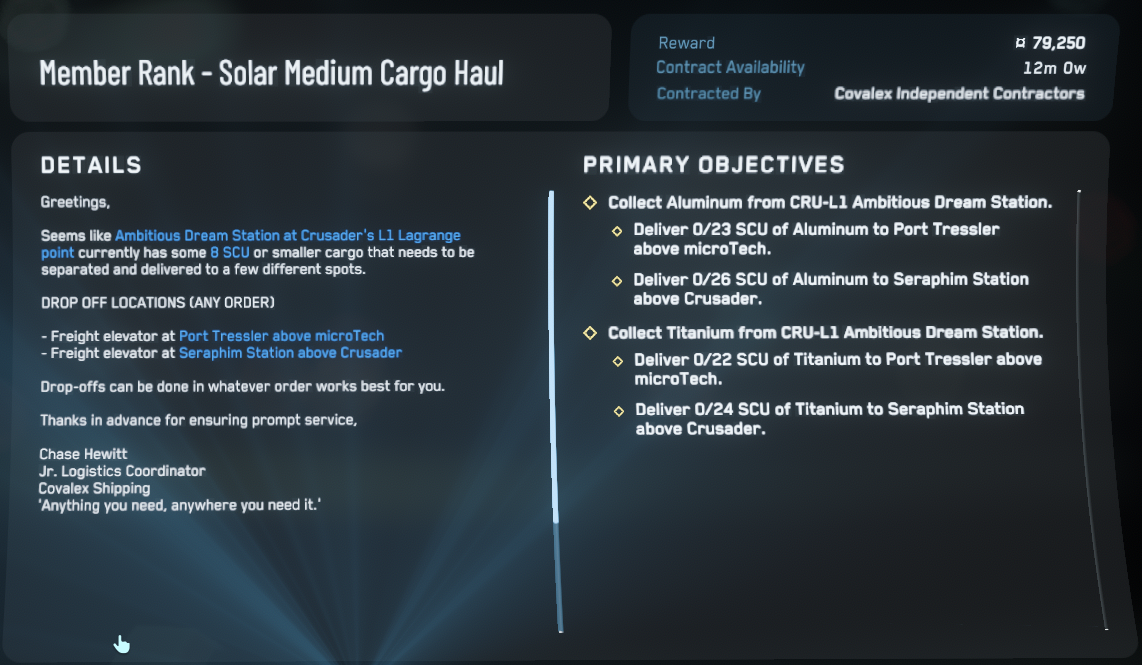 Member Rank - Solar Medium Cargo Haul
Reward ¤ 79,250
Contract Availability 12m 0w
Contracted By Covalex Independent Contractors
DETAILS
Greetings,
Seems like Ambitious Dream Station at Crusader's L1 Lagrange
point currently has some 8 SCU or smaller cargo that needs to be
separated and delivered to a few different spots.
DROP OFF LOCATIONS (ANY ORDER)
- Freight elevator at Port Tressler above microTech
- Freight elevator at Seraphim Station above Crusader
Drop-offs can be done in whatever order works best for you.
Thanks in advance for ensuring prompt service,
Chase Hewitt
Jr. Logistics Coordinator
Covalex Shipping
'Anything you need, anywhere you need it.'
PRIMARY OBJECTIVES
Collect Aluminum from CRU-L1 Ambitious Dream Station.
Deliver 0/23 SCU of Aluminum to Port Tressler
above microTech.
Deliver 0/26 SCU of Aluminum to Seraphim Station
above Crusader.
Collect Titanium from CRU-L1 Ambitious Dream Station.
Deliver 0/22 SCU of Titanium to Port Tressler above
microTech.
Deliver 0/24 SCU of Titanium to Seraphim Station
above Crusader.